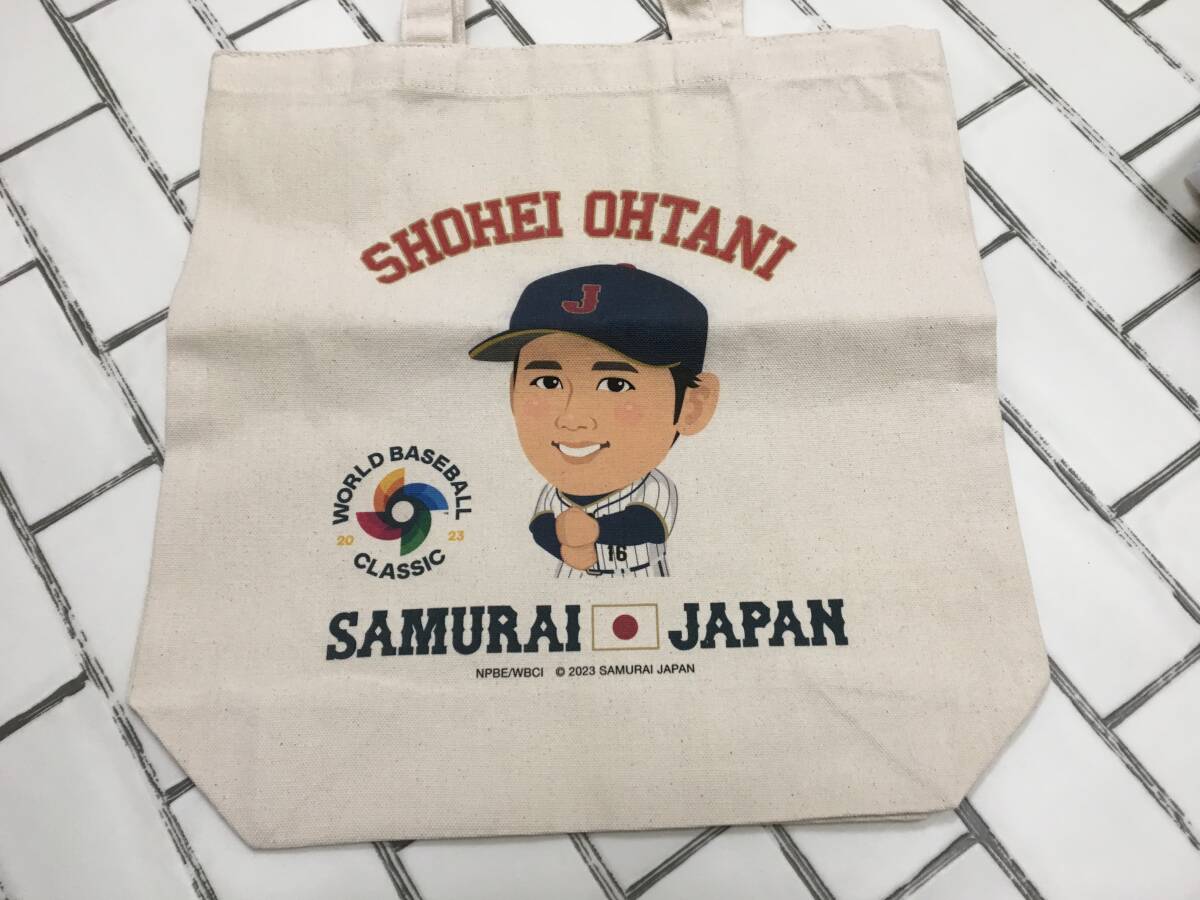 SHOHEI OHTANI
J
WORLD BASEBALL
20 23
CLASSIC
16
SAMURAI JAPAN
NPBE/WBCI © 2023 SAMURAI JAPAN